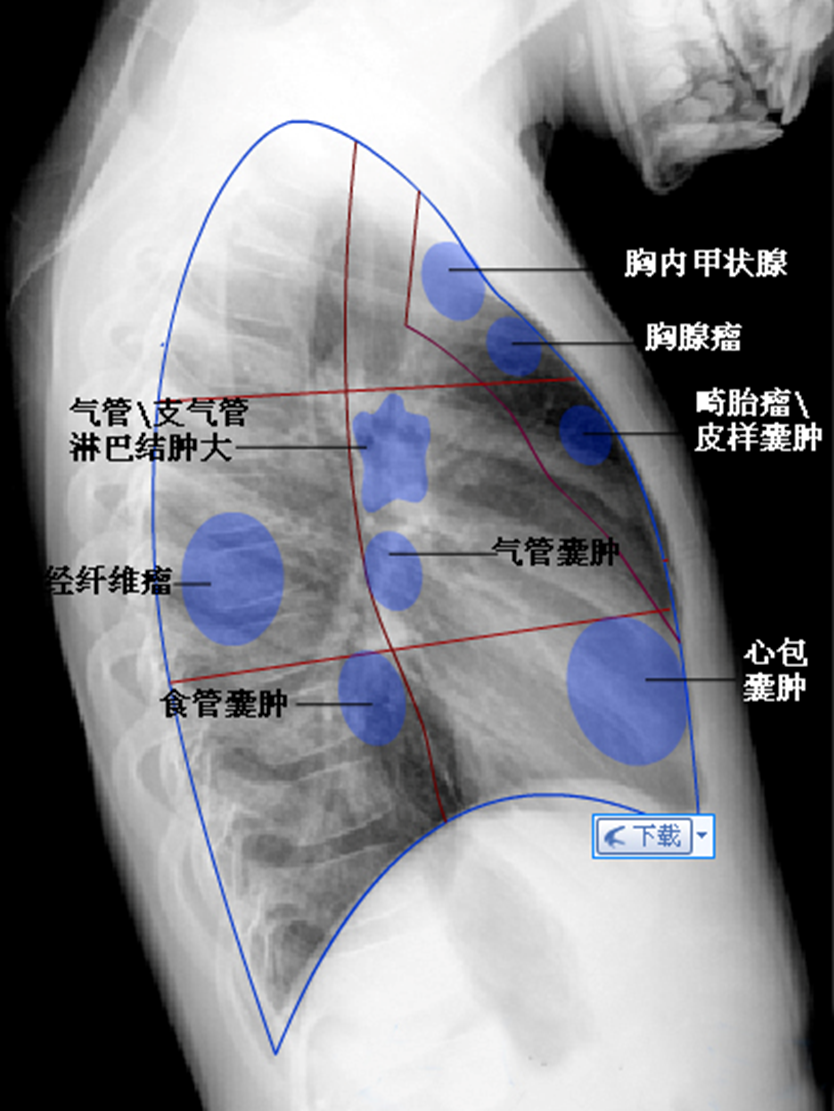 胸内甲状腺
胸腺瘤
畸胎瘤\
皮样囊肿
气管\支气管
淋巴结肿大
气管囊肿
经纤维瘤
心包
囊肿
食管囊肿
下载